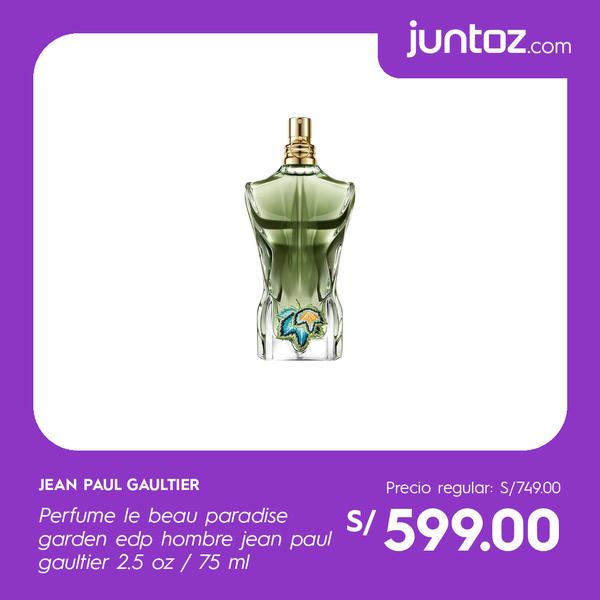 juntoz.com
JEAN PAUL GAULTIER
Perfume le beau paradise
garden edp hombre jean paul
gaultier 2.5 oz / 75 ml
Precio regular: S/749.00
S/ 599.00